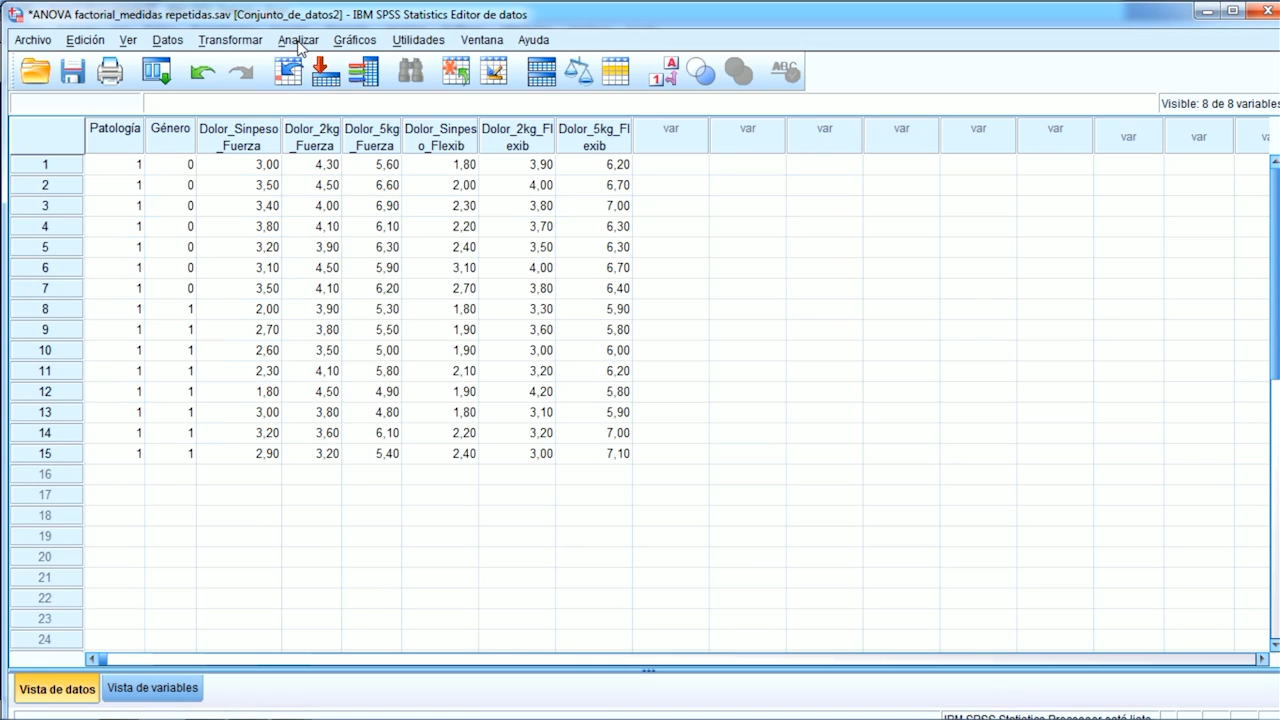 *ANOVA factorial_medidas repetidas.sav [Conjunto_de_datos2] - IBM SPSS Statistics Editor de datos
Archivo Edición Ver Datos Transformar Analizar Gráficos Utilidades Ventana Ayuda
A
1
ABC
Visible: 8 de 8 variables
Patología Género Dolor_Sinpeso_Fuerza Dolor_2kg_Fuerza Dolor_5kg_Fuerza Dolor_Sinpeso_Flexib Dolor_2kg_Flexib Dolor_5kg_Flexib var var var var var var var var
1 1 0 3,00 4,30 5,60 1,80 3,90 6,20
2 1 0 3,50 4,50 6,60 2,00 4,00 6,70
3 1 0 3,40 4,00 6,90 2,30 3,80 7,00
4 1 0 3,80 4,10 6,10 2,20 3,70 6,30
5 1 0 3,20 3,90 6,30 2,40 3,50 6,30
6 1 0 3,10 4,50 5,90 3,10 4,00 6,70
7 1 0 3,50 4,10 6,20 2,70 3,80 6,40
8 1 1 2,00 3,90 5,30 1,80 3,30 5,90
9 1 1 2,70 3,80 5,50 1,90 3,60 5,80
10 1 1 2,60 3,50 5,00 1,90 3,00 6,00
11 1 1 2,30 4,10 5,80 2,10 3,20 6,20
12 1 1 1,80 4,50 4,90 1,90 4,20 5,80
13 1 1 3,00 3,80 4,80 1,80 3,10 5,90
14 1 1 3,20 3,60 6,10 2,20 3,20 7,00
15 1 1 2,90 3,20 5,40 2,40 3,00 7,10
16
17
18
19
20
21
22
23
24
Vista de datos Vista de variables
IBM SPSS Statistics Processor está listo